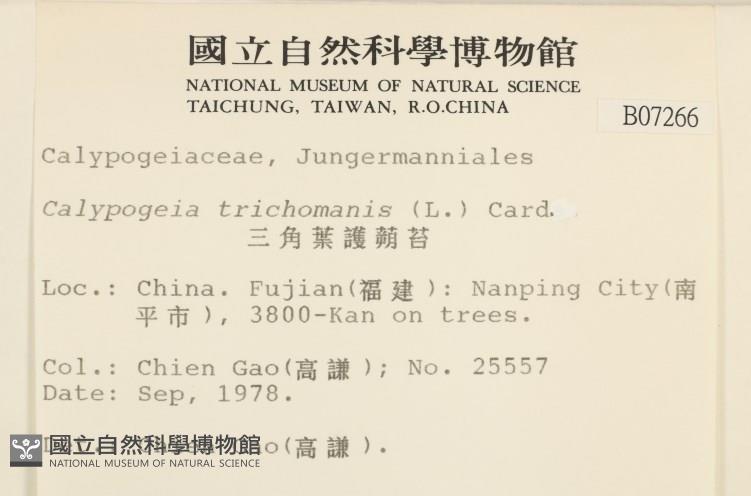 國立自然科學博物館
NATIONAL MUSEUM OF NATURAL SCIENCE
TAICHUNG, TAIWAN, R.O.CHINA
B07266
Calypogeiaceae, Jungermanniales
Calypogeia trichomanis (L.) Card.
三角葉護蒴苔
Loc.: China. Fujian(福建): Nanping City(南
平市), 3800-Kan on trees.
Col.: Chien Gao(高謙); No. 25557
Date: Sep, 1978.
(高謙).
國立自然科學博物館
NATIONAL MUSEUM OF NATURAL SCIENCE